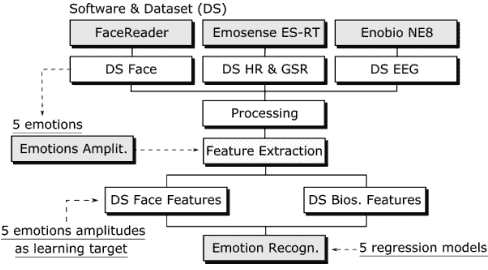 Software & Dataset (DS)
FaceReader
Emosense ES-RT
Enobio NE8
DS Face
DS HR & GSR
DS EEG
5 emotions
Processing
Emotions Amplit.
Feature Extraction
DS Face Features
DS Bios. Features
5 emotions amplitudes
as learning target
Emotion Recogn.
5 regression models